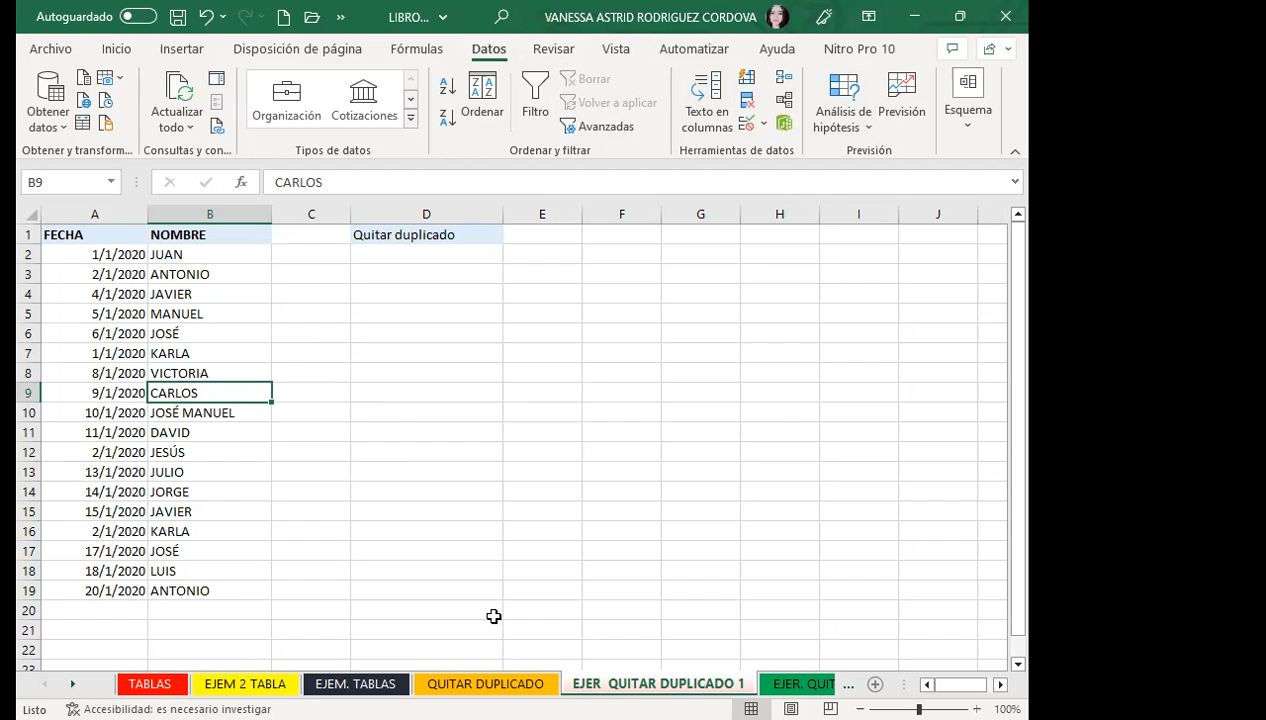 Autoguardado LIBRO... VANESSA ASTRID RODRIGUEZ CORDOVA
Archivo Inicio Insertar Disposición de página Fórmulas Datos Revisar Vista Automatizar Ayuda Nitro Pro 10
Obtener datos
Actualizar todo
Organización Cotizaciones
Ordenar
Filtro
Borrar
Volver a aplicar
Avanzadas
Texto en columnas
Análisis de hipótesis
Previsión
Esquema
Obtener y transform... Consultas y con... Tipos de datos Ordenar y filtrar Herramientas de datos Previsión
B9 fx CARLOS
A B C D E F G H I J
1 FECHA NOMBRE Quitar duplicado
2 1/1/2020 JUAN
3 2/1/2020 ANTONIO
4 4/1/2020 JAVIER
5 5/1/2020 MANUEL
6 6/1/2020 JOSÉ
7 1/1/2020 KARLA
8 8/1/2020 VICTORIA
9 9/1/2020 CARLOS
10 10/1/2020 JOSÉ MANUEL
11 11/1/2020 DAVID
12 2/1/2020 JESÚS
13 13/1/2020 JULIO
14 14/1/2020 JORGE
15 15/1/2020 JAVIER
16 2/1/2020 KARLA
17 17/1/2020 JOSÉ
18 18/1/2020 LUIS
19 20/1/2020 ANTONIO
20
21
22
23
TABLAS EJEM 2 TABLA EJEM. TABLAS QUITAR DUPLICADO EJER QUITAR DUPLICADO 1 EJER. QUIT ...
Listo Accesibilidad: es necesario investigar 100%